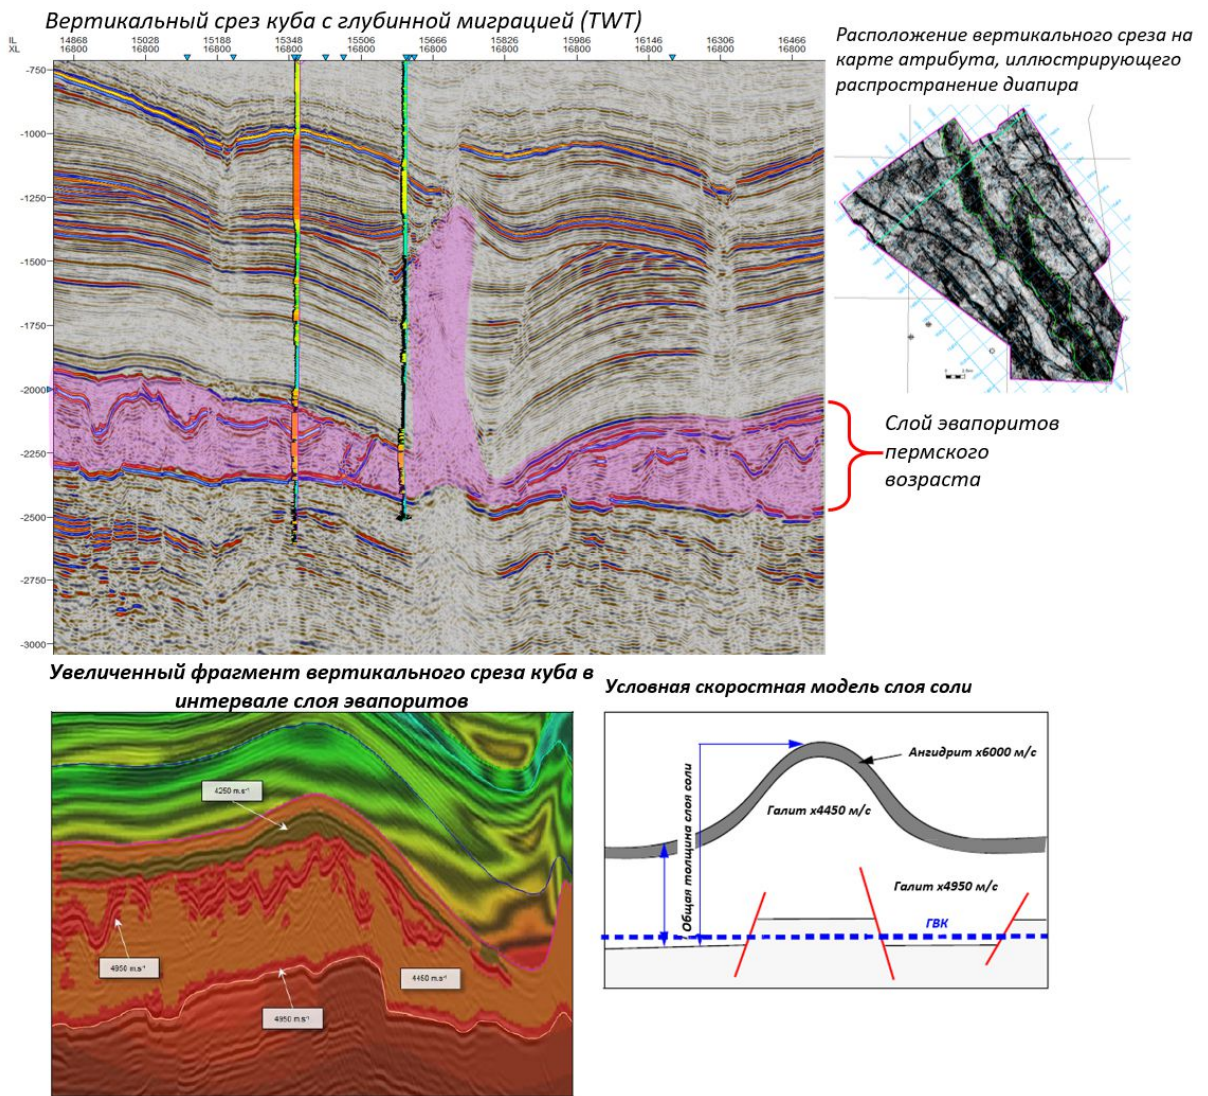 Вертикальный срез куба с глубинной миграцией (TWT)
IL 14868 15028 15188 15348 15506 15666 15826 15986 16146 16306 16466
XL 16800 16800 16800 16800 16800 16800 16800 16800 16800 16800 16800
-750
-1000
-1250
-1500
-1750
-2000
-2250
-2500
-2750
-3000
Расположение вертикального среза на
карте атрибута, иллюстрирующего
распространение диапира
Слой эвапоритов
пермского
возраста
Увеличенный фрагмент вертикального среза куба в
интервале слоя эвапоритов
4250 m.s⁻¹
4950 m.s⁻¹
4450 m.s⁻¹
4950 m.s⁻¹
Условная скоростная модель слоя соли
Ангидрит х6000 м/с
Галит х4450 м/с
Общая толщина слоя соли
Галит х4950 м/с
ГВК